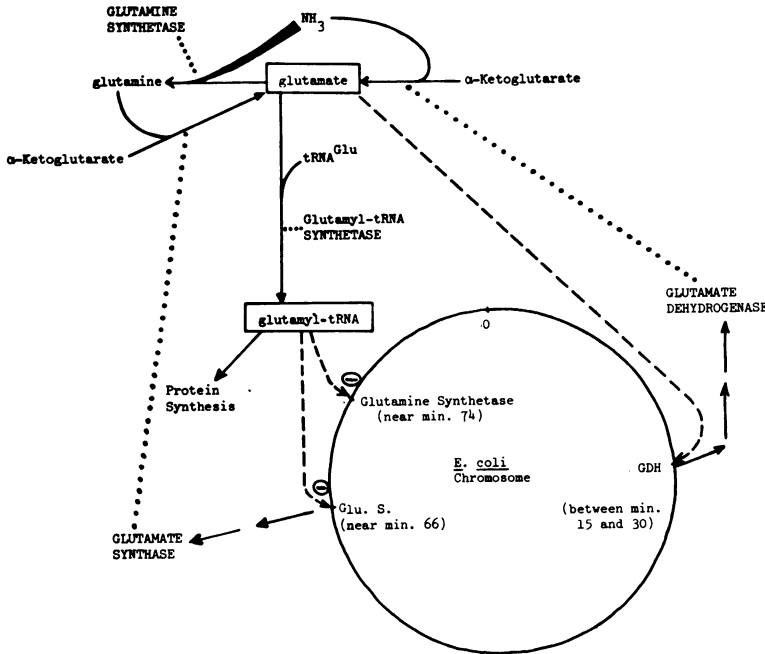 GLUTAMINE
SYNTHETASE
NH3
glutamine
glutamate
α-Ketoglutarate
α-Ketoglutarate
tRNAGlu
Glutamyl-tRNA
SYNTHETASE
GLUTAMATE
DEHYDROGENASE
glutamyl-tRNA
0
Protein
Synthesis
Glutamine Synthetase
(near min. 74)
E. coli
Chromosome
GDH
Glu. S.
(near min. 66)
(between min.
15 and 30)
GLUTAMATE
SYNTHASE